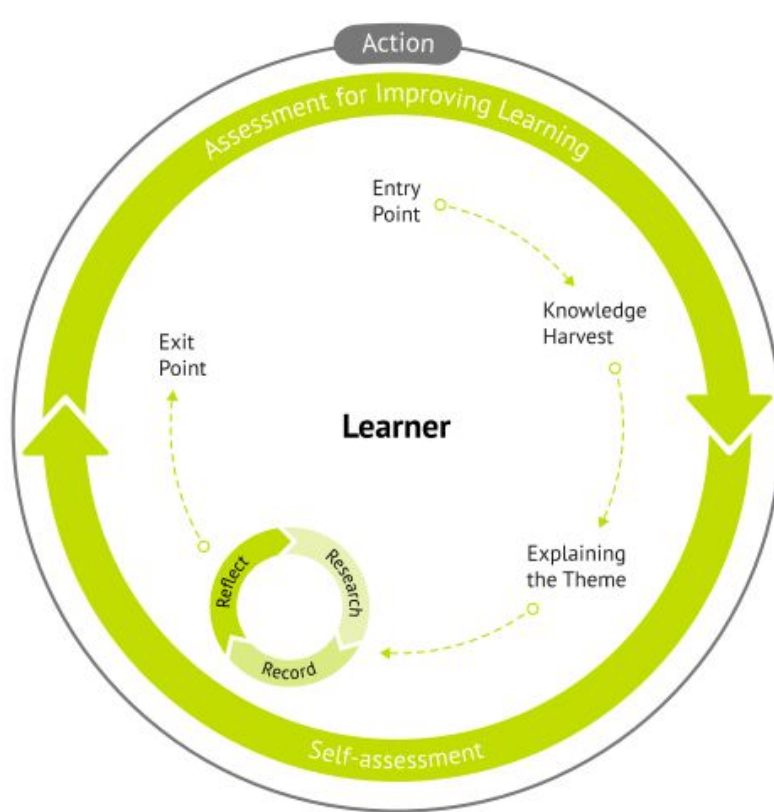 Action
Assessment for Improving Learning
Entry
Point
Knowledge
Harvest
Exit
Point
Learner
Explaining
the Theme
Research
Reflect
Record
Self-assessment